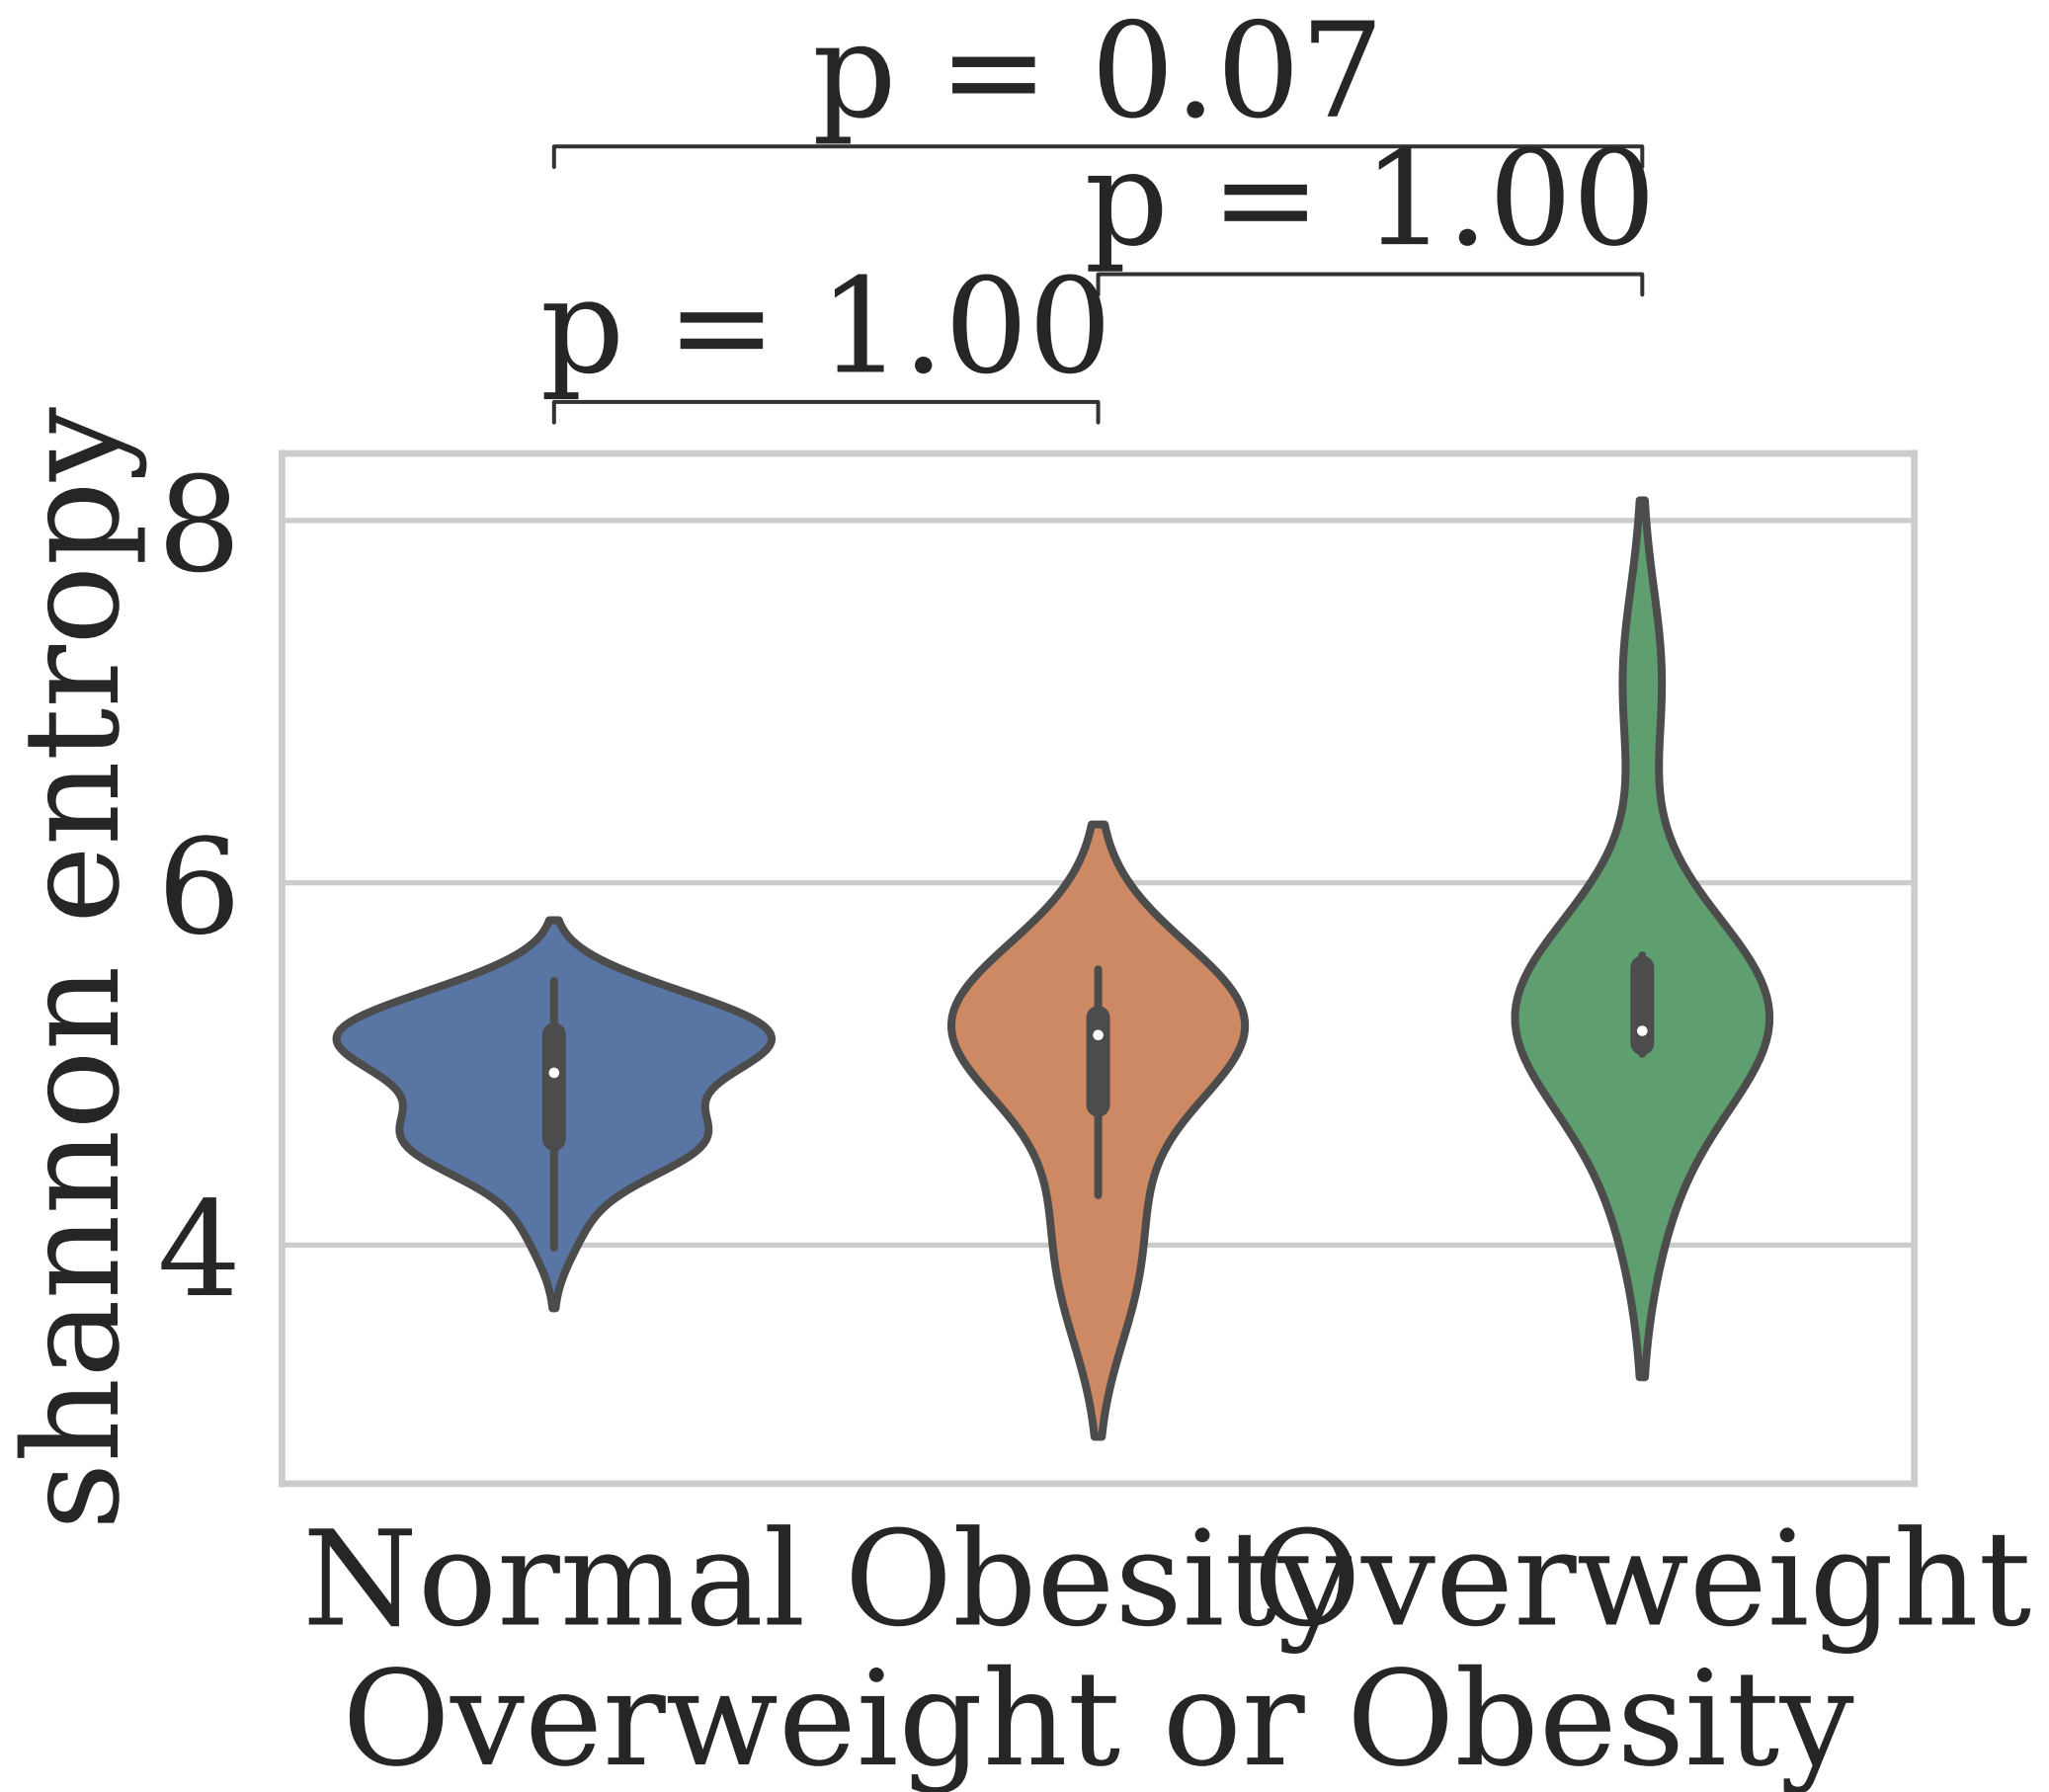 p = 0.07
p = 1.00
p = 1.00
shannon entropy
8
6
4
Normal Obesity Overweight
Overweight or Obesity